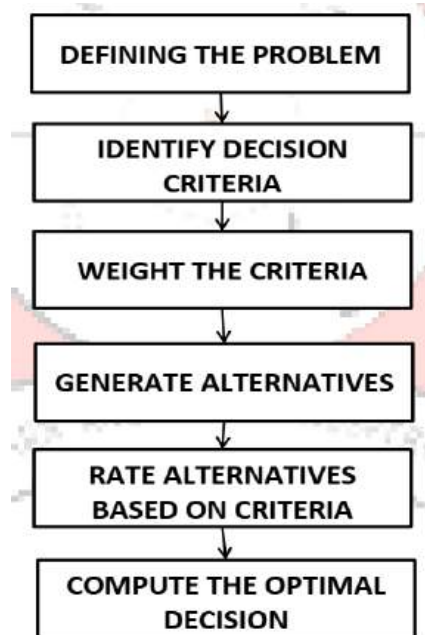 DEFINING THE PROBLEM
IDENTIFY DECISION
CRITERIA
WEIGHT THE CRITERIA
GENERATE ALTERNATIVES
RATE ALTERNATIVES
BASED ON CRITERIA
COMPUTE THE OPTIMAL
DECISION